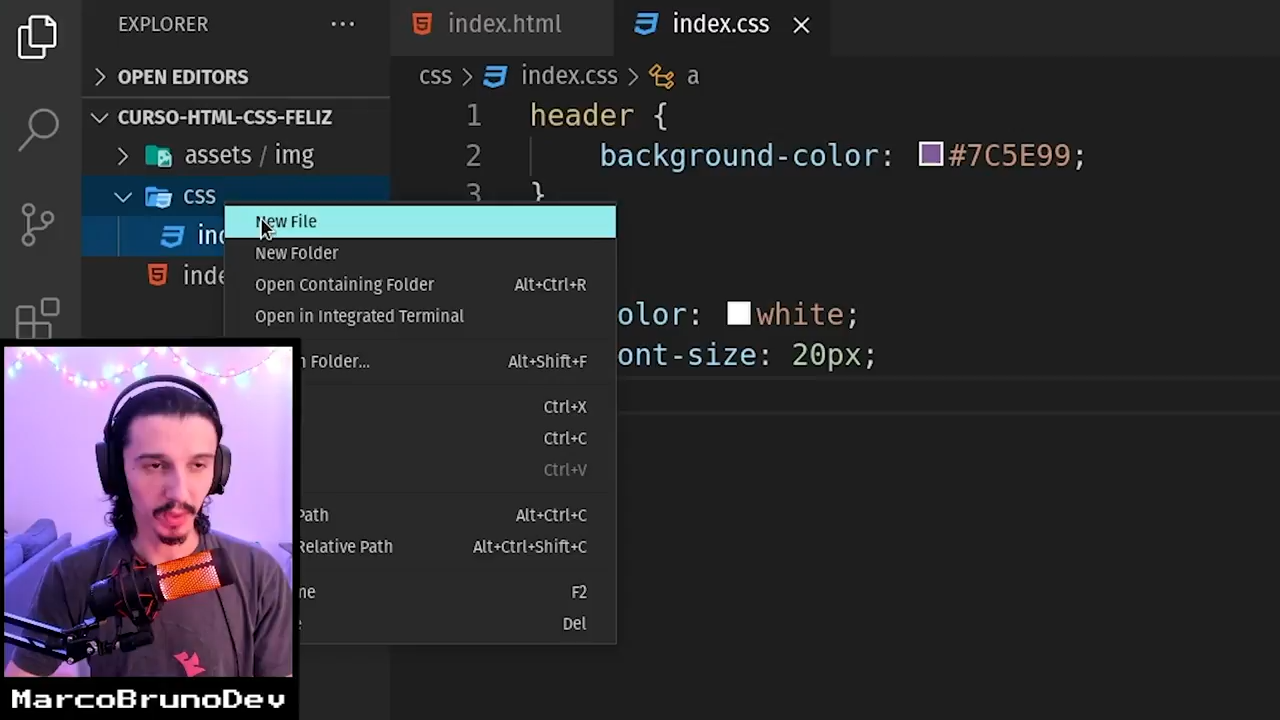 EXPLORER
OPEN EDITORS
CURSO-HTML-CSS-FELIZ
assets / img
css
ind
inde
index.html
index.css
css > index.css > a
1 header {
2 background-color: #7C5E99;
3 }
olor: white;
ont-size: 20px;
New File
New Folder
Open Containing Folder Alt+Ctrl+R
Open in Integrated Terminal
n Folder... Alt+Shift+F
Ctrl+X
Ctrl+C
Ctrl+V
Path Alt+Ctrl+C
Relative Path Alt+Ctrl+Shift+C
me F2
e Del
MarcoBrunoDev